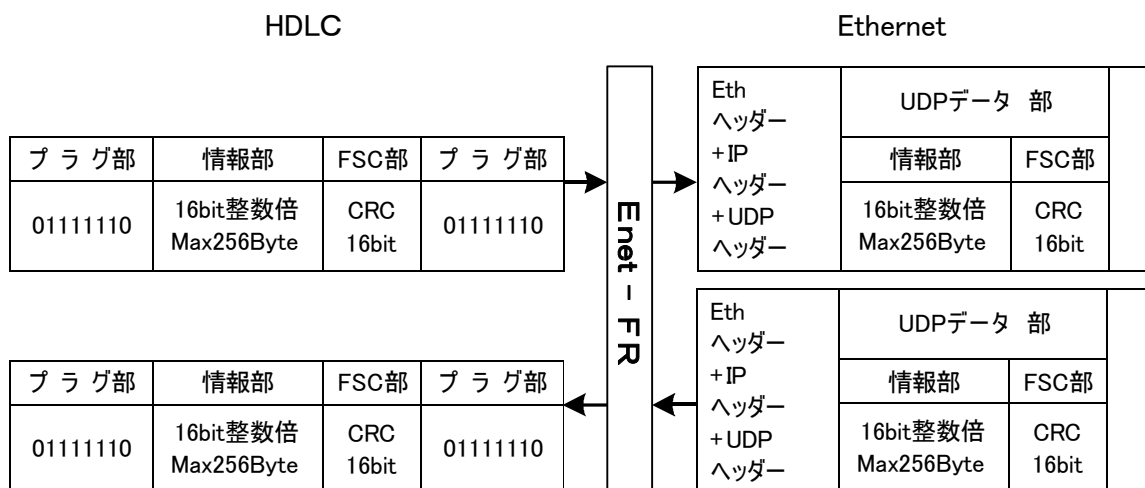 HDLC
Ethernet
プラグ部
情報部
FSC部
プラグ部
01111110
16bit整数倍
Max256Byte
CRC
16bit
01111110
Enet－FR
Eth
ヘッダー
+IP
ヘッダー
+UDP
ヘッダー
UDPデータ 部
情報部
FSC部
16bit整数倍
Max256Byte
CRC
16bit
プラグ部
情報部
FSC部
プラグ部
01111110
16bit整数倍
Max256Byte
CRC
16bit
01111110
Eth
ヘッダー
+IP
ヘッダー
+UDP
ヘッダー
UDPデータ 部
情報部
FSC部
16bit整数倍
Max256Byte
CRC
16bit